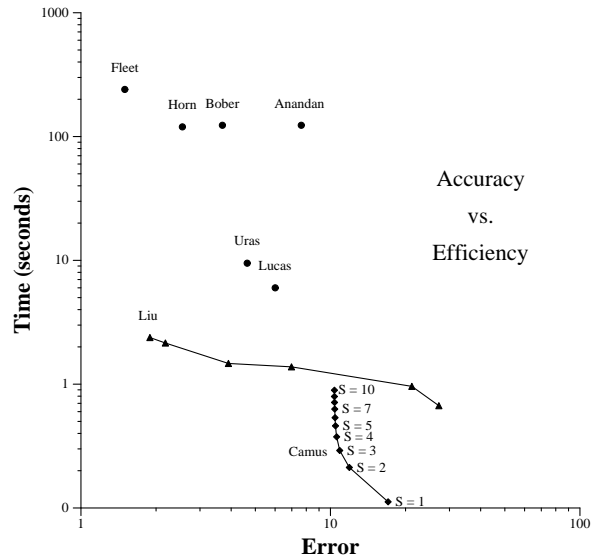 1000
Fleet
Horn
Bober
Anandan
100
Accuracy
vs.
Efficiency
Time (seconds)
Uras
Lucas
10
Liu
1
S = 10
S = 7
S = 5
S = 4
Camus
S = 3
S = 2
S = 1
0
1
10
100
Error